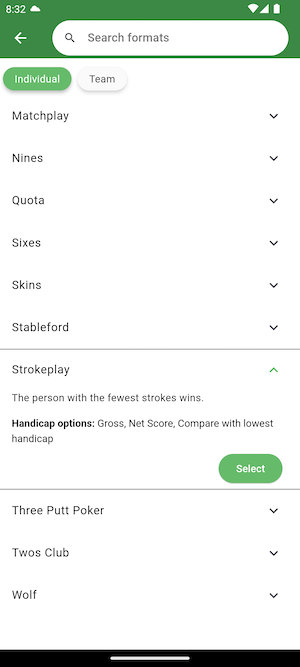 8:32
Search formats
Individual Team
Matchplay
Nines
Quota
Sixes
Skins
Stableford
Strokeplay
The person with the fewest strokes wins.
Handicap options: Gross, Net Score, Compare with lowest
handicap
Select
Three Putt Poker
Twos Club
Wolf